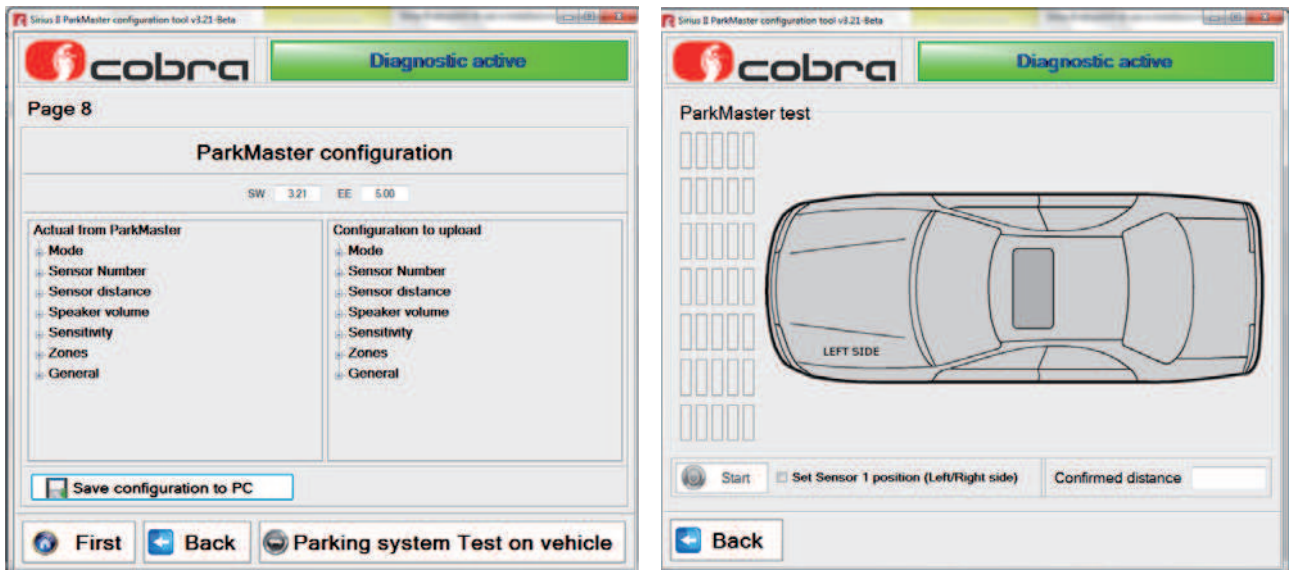 Sirius II ParkMaster configuration tool v3.21-Beta
cobra
Diagnostic active
Page 8
ParkMaster configuration
SW 3.21 EE 5.00
Actual from ParkMaster
Mode
Sensor Number
Sensor distance
Speaker volume
Sensitivity
Zones
General
Configuration to upload
Mode
Sensor Number
Sensor distance
Speaker volume
Sensitivity
Zones
General
Save configuration to PC
First
Back
Parking system Test on vehicle
Sirius II ParkMaster configuration tool v3.21-Beta
cobra
Diagnostic active
ParkMaster test
LEFT SIDE
Start
Set Sensor 1 position (Left/Right side)
Confirmed distance
Back